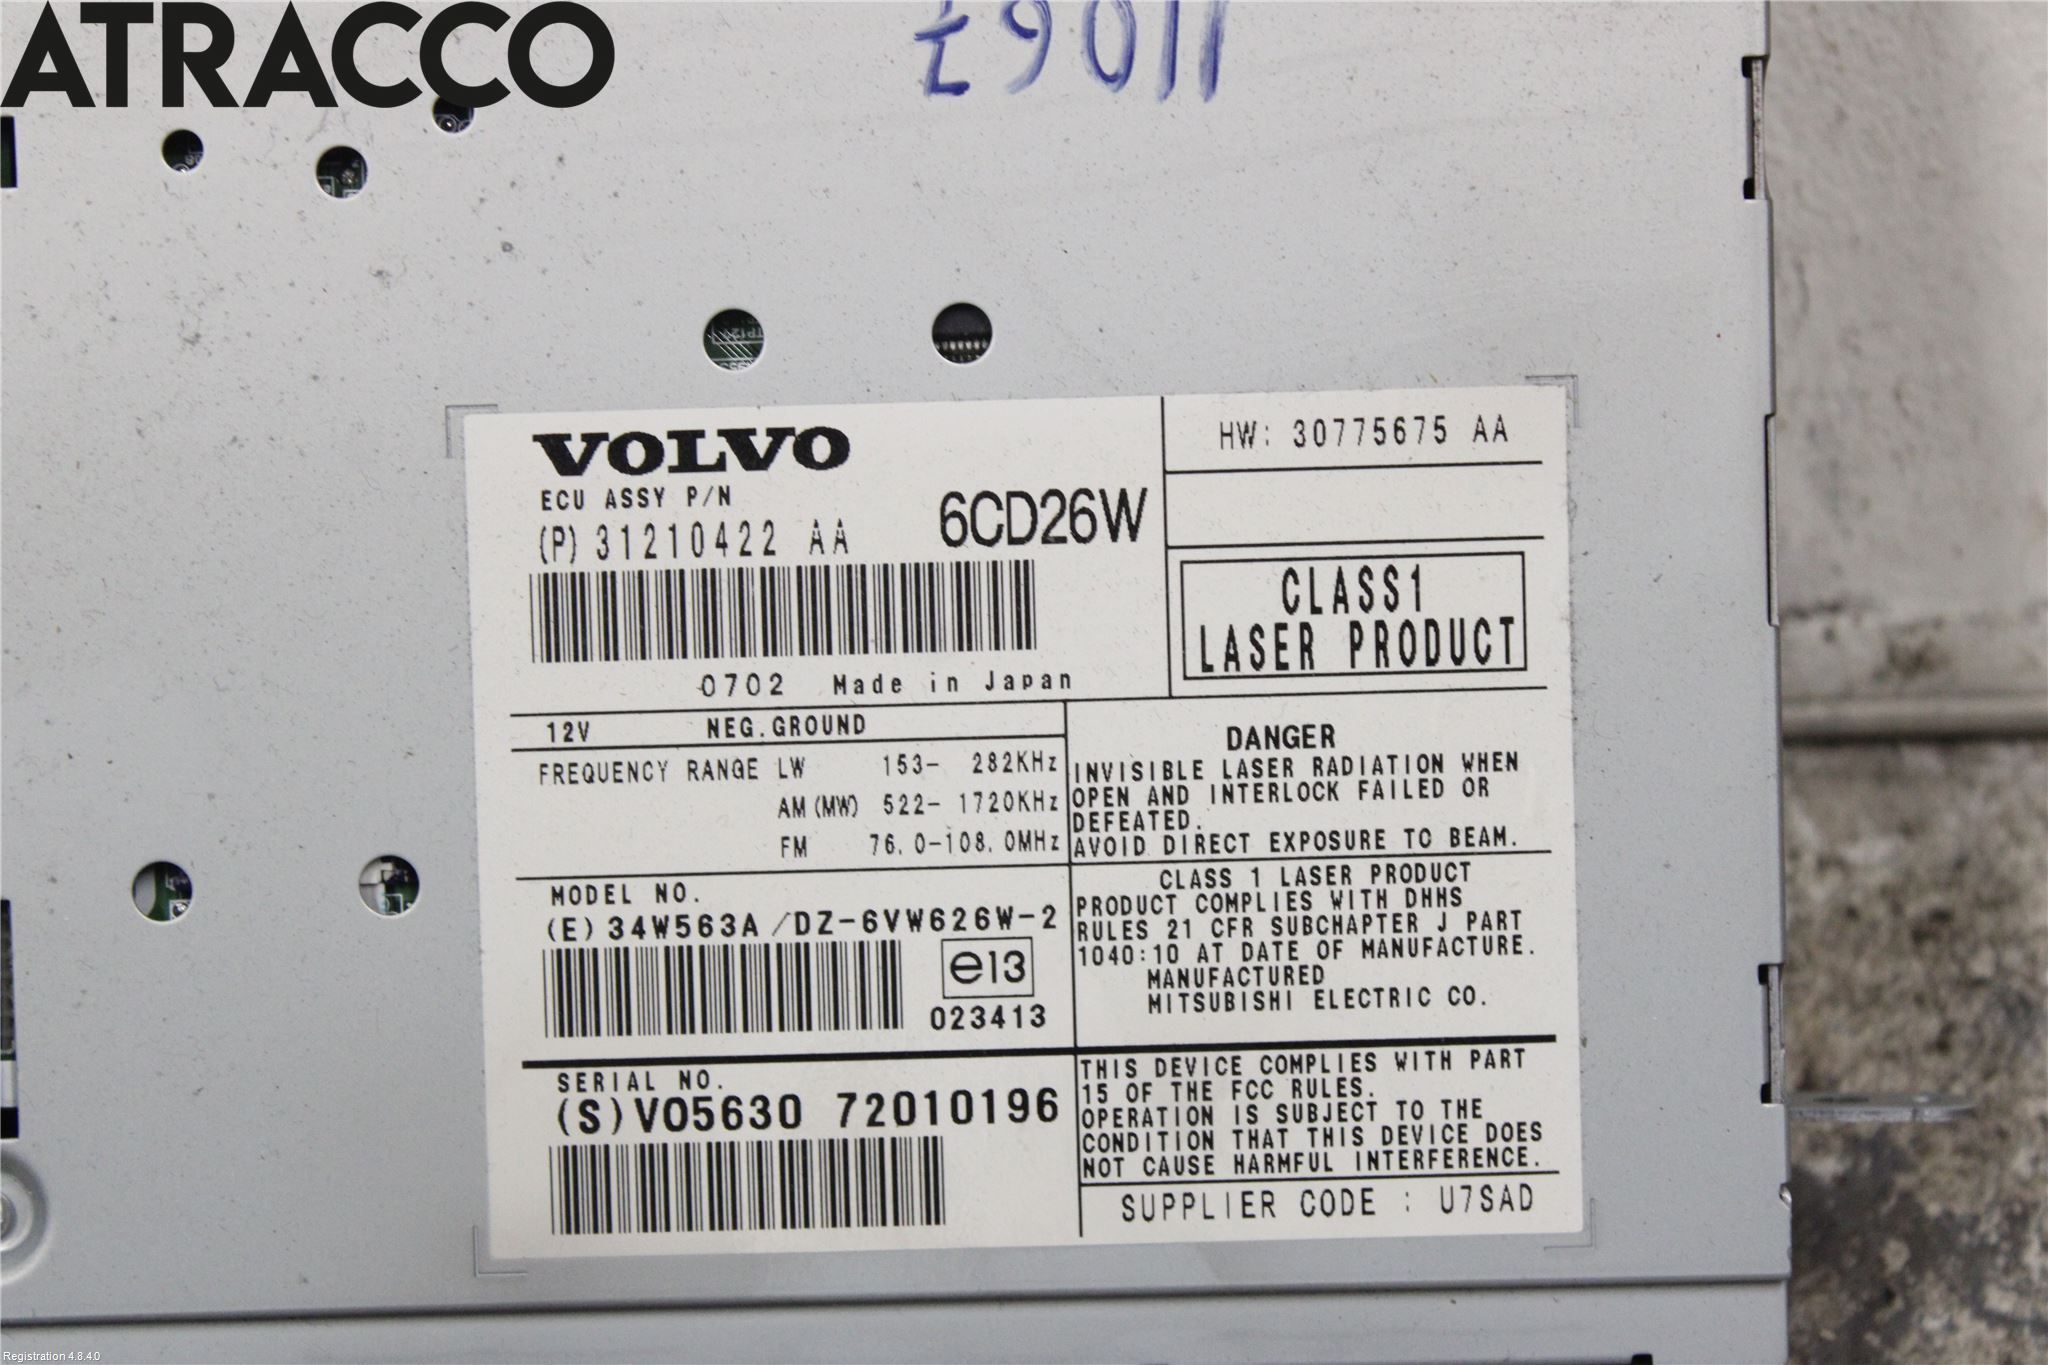 ATRACCO
11067
VOLVO
ECU ASSY P/N
(P) 31210422 AA
6CD26W
0702 Made in Japan
HW: 30775675 AA
CLASS1
LASER PRODUCT
12V NEG.GROUND
FREQUENCY RANGE LW 153- 282KHz
AM(MW) 522- 1720KHz
FM 76.0-108.0MHz
DANGER
INVISIBLE LASER RADIATION WHEN
OPEN AND INTERLOCK FAILED OR
DEFEATED.
AVOID DIRECT EXPOSURE TO BEAM.
MODEL NO.
(E) 34W563A /DZ-6VW626W-2
e13
023413
CLASS 1 LASER PRODUCT
PRODUCT COMPLIES WITH DHHS
RULES 21 CFR SUBCHAPTER J PART
1040:10 AT DATE OF MANUFACTURE.
MANUFACTURED
MITSUBISHI ELECTRIC CO.
SERIAL NO.
(S) VO5630 72010196
THIS DEVICE COMPLIES WITH PART
15 OF THE FCC RULES.
OPERATION IS SUBJECT TO THE
CONDITION THAT THIS DEVICE DOES
NOT CAUSE HARMFUL INTERFERENCE.
SUPPLIER CODE : U7SAD
Registration 4.8.4.0